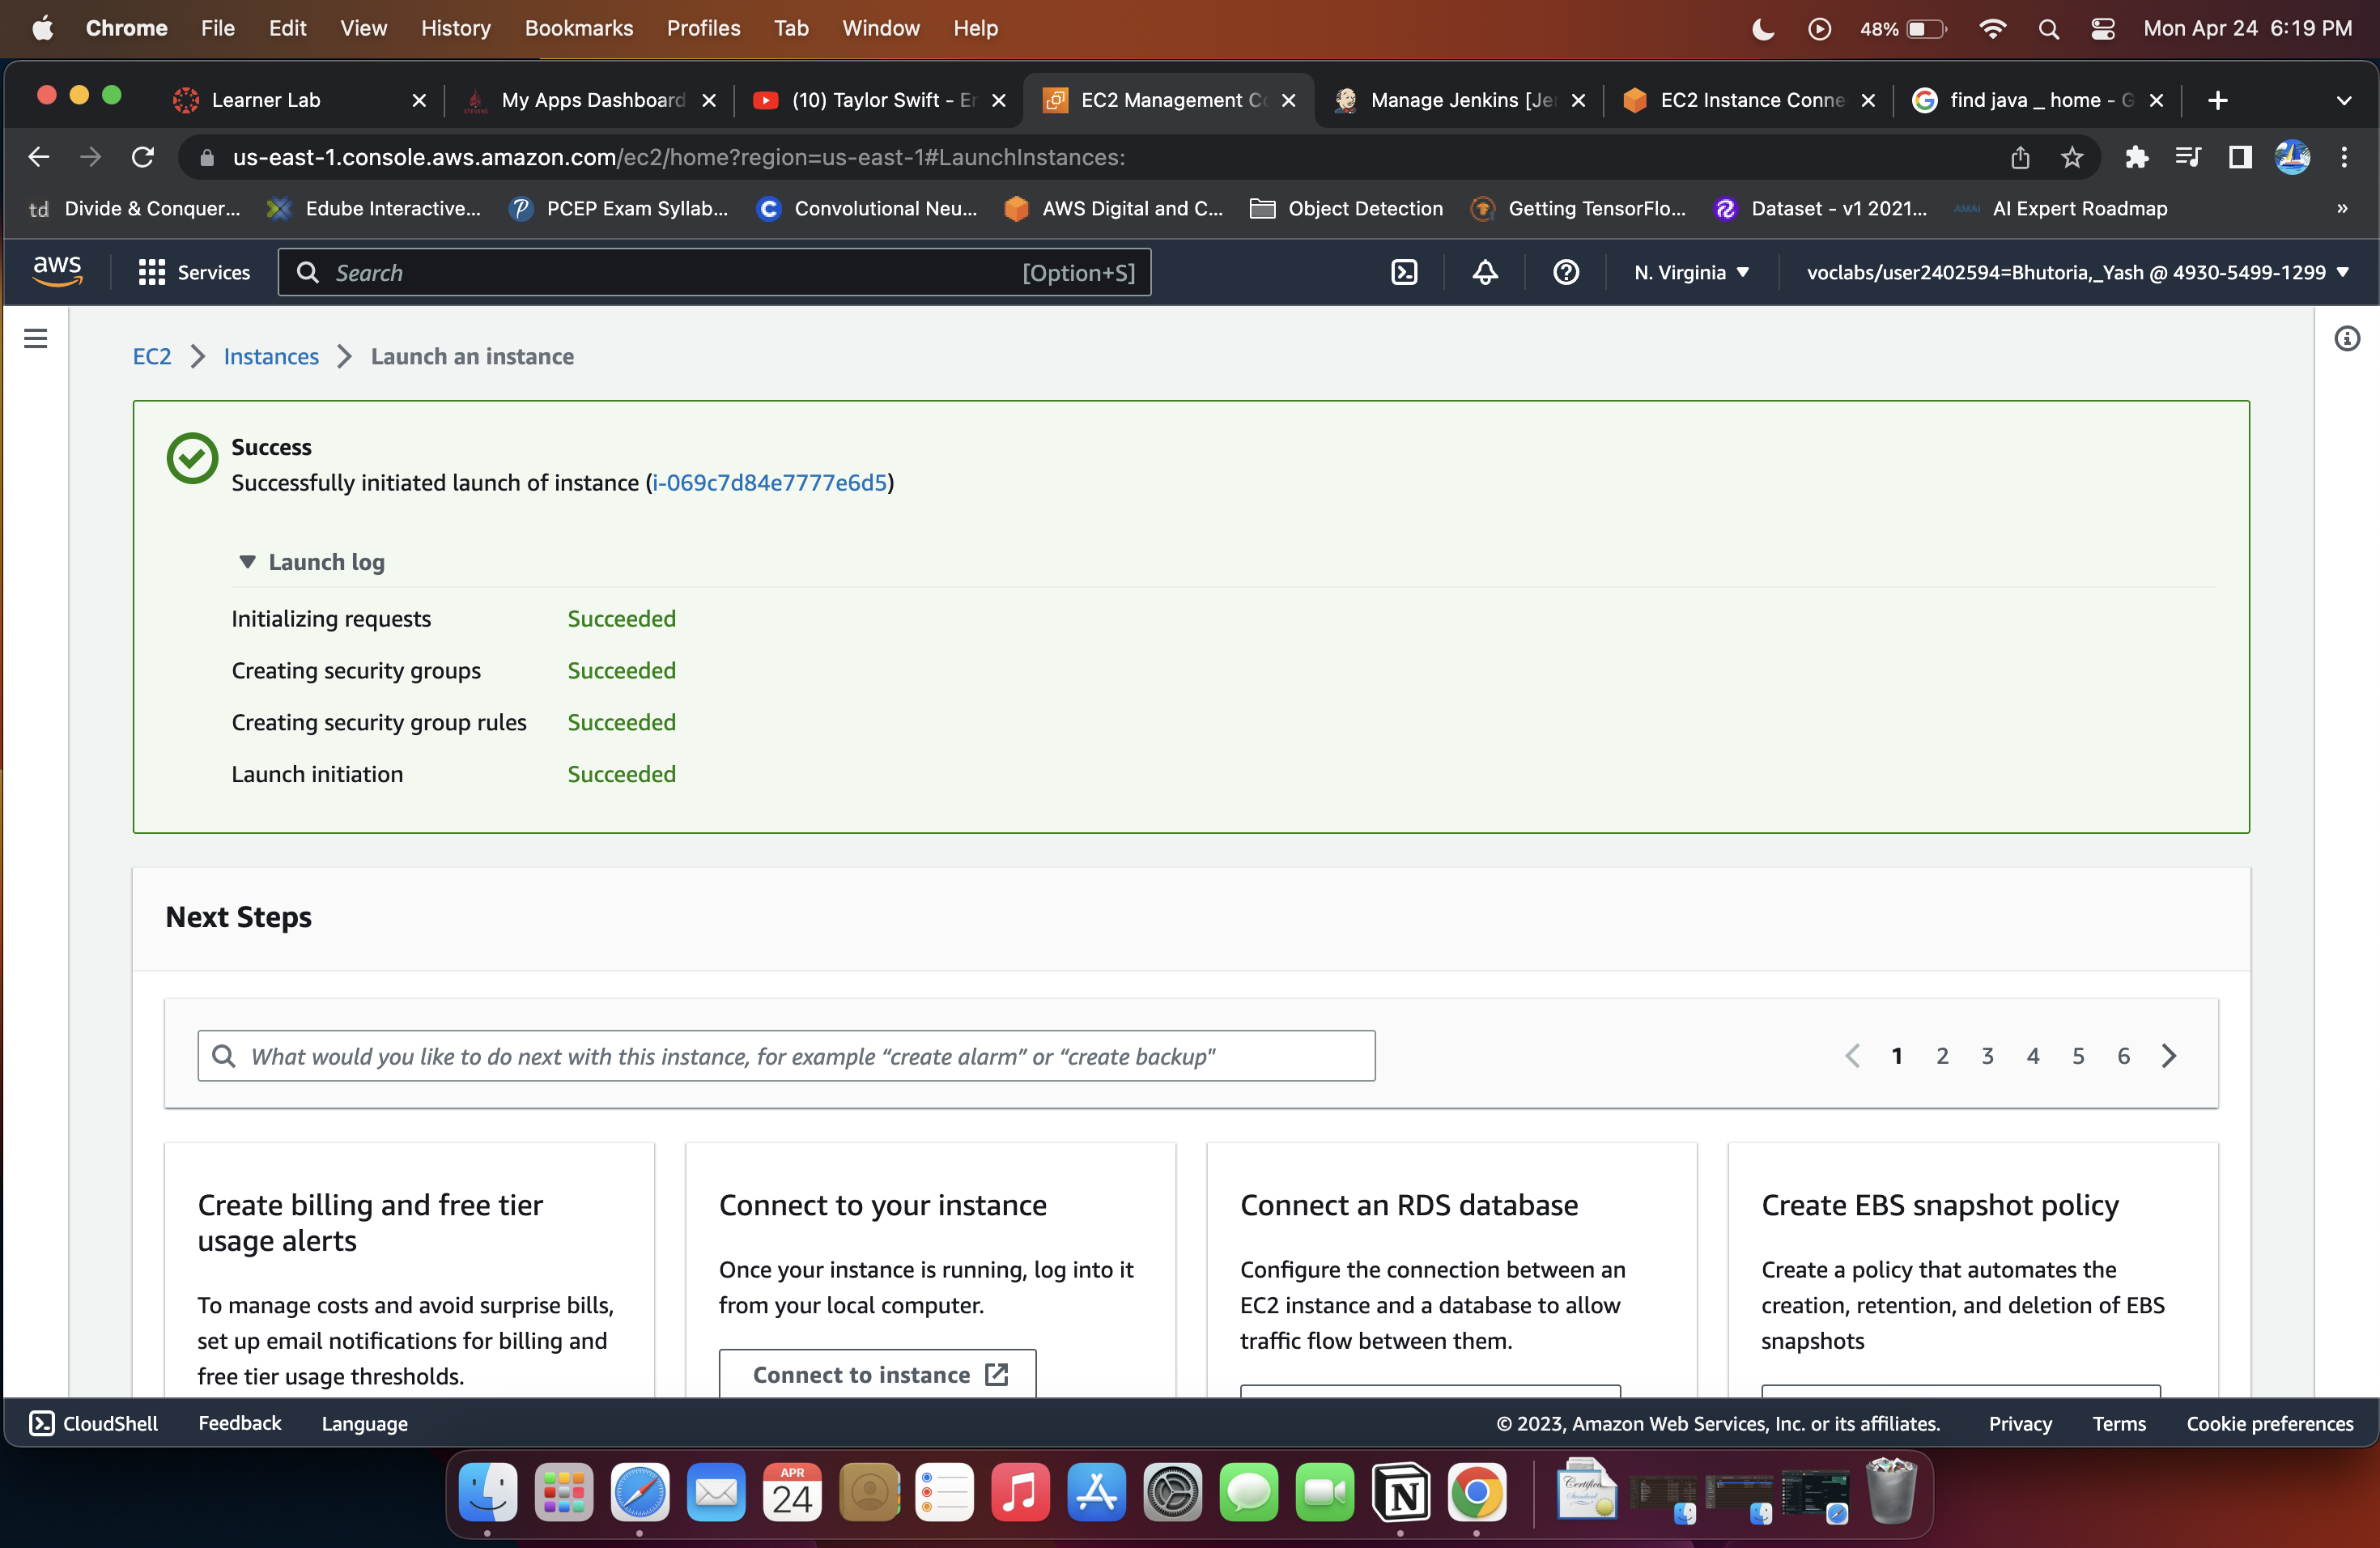 Chrome File Edit View History Bookmarks Profiles Tab Window Help 48% Mon Apr 24 6:19 PM
Learner Lab My Apps Dashboard (10) Taylor Swift - Er EC2 Management Co Manage Jenkins [Jen EC2 Instance Conne find java _ home - G
us-east-1.console.aws.amazon.com/ec2/home?region=us-east-1#LaunchInstances:
td Divide & Conquer... Edube Interactive... PCEP Exam Syllab... Convolutional Neu... AWS Digital and C... Object Detection Getting TensorFlo... Dataset - v1 2021... AMAI AI Expert Roadmap »
aws Services Search [Option+S] N. Virginia voclabs/user2402594=Bhutoria,_Yash @ 4930-5499-1299
EC2 Instances Launch an instance
Success
Successfully initiated launch of instance (i-069c7d84e7777e6d5)
Launch log
Initializing requests Succeeded
Creating security groups Succeeded
Creating security group rules Succeeded
Launch initiation Succeeded
Next Steps
What would you like to do next with this instance, for example “create alarm” or “create backup"
1 2 3 4 5 6
Create billing and free tier
usage alerts
To manage costs and avoid surprise bills,
set up email notifications for billing and
free tier usage thresholds.
Connect to your instance
Once your instance is running, log into it
from your local computer.
Connect to instance
Connect an RDS database
Configure the connection between an
EC2 instance and a database to allow
traffic flow between them.
Create EBS snapshot policy
Create a policy that automates the
creation, retention, and deletion of EBS
snapshots
CloudShell Feedback Language © 2023, Amazon Web Services, Inc. or its affiliates. Privacy Terms Cookie preferences
APR
24